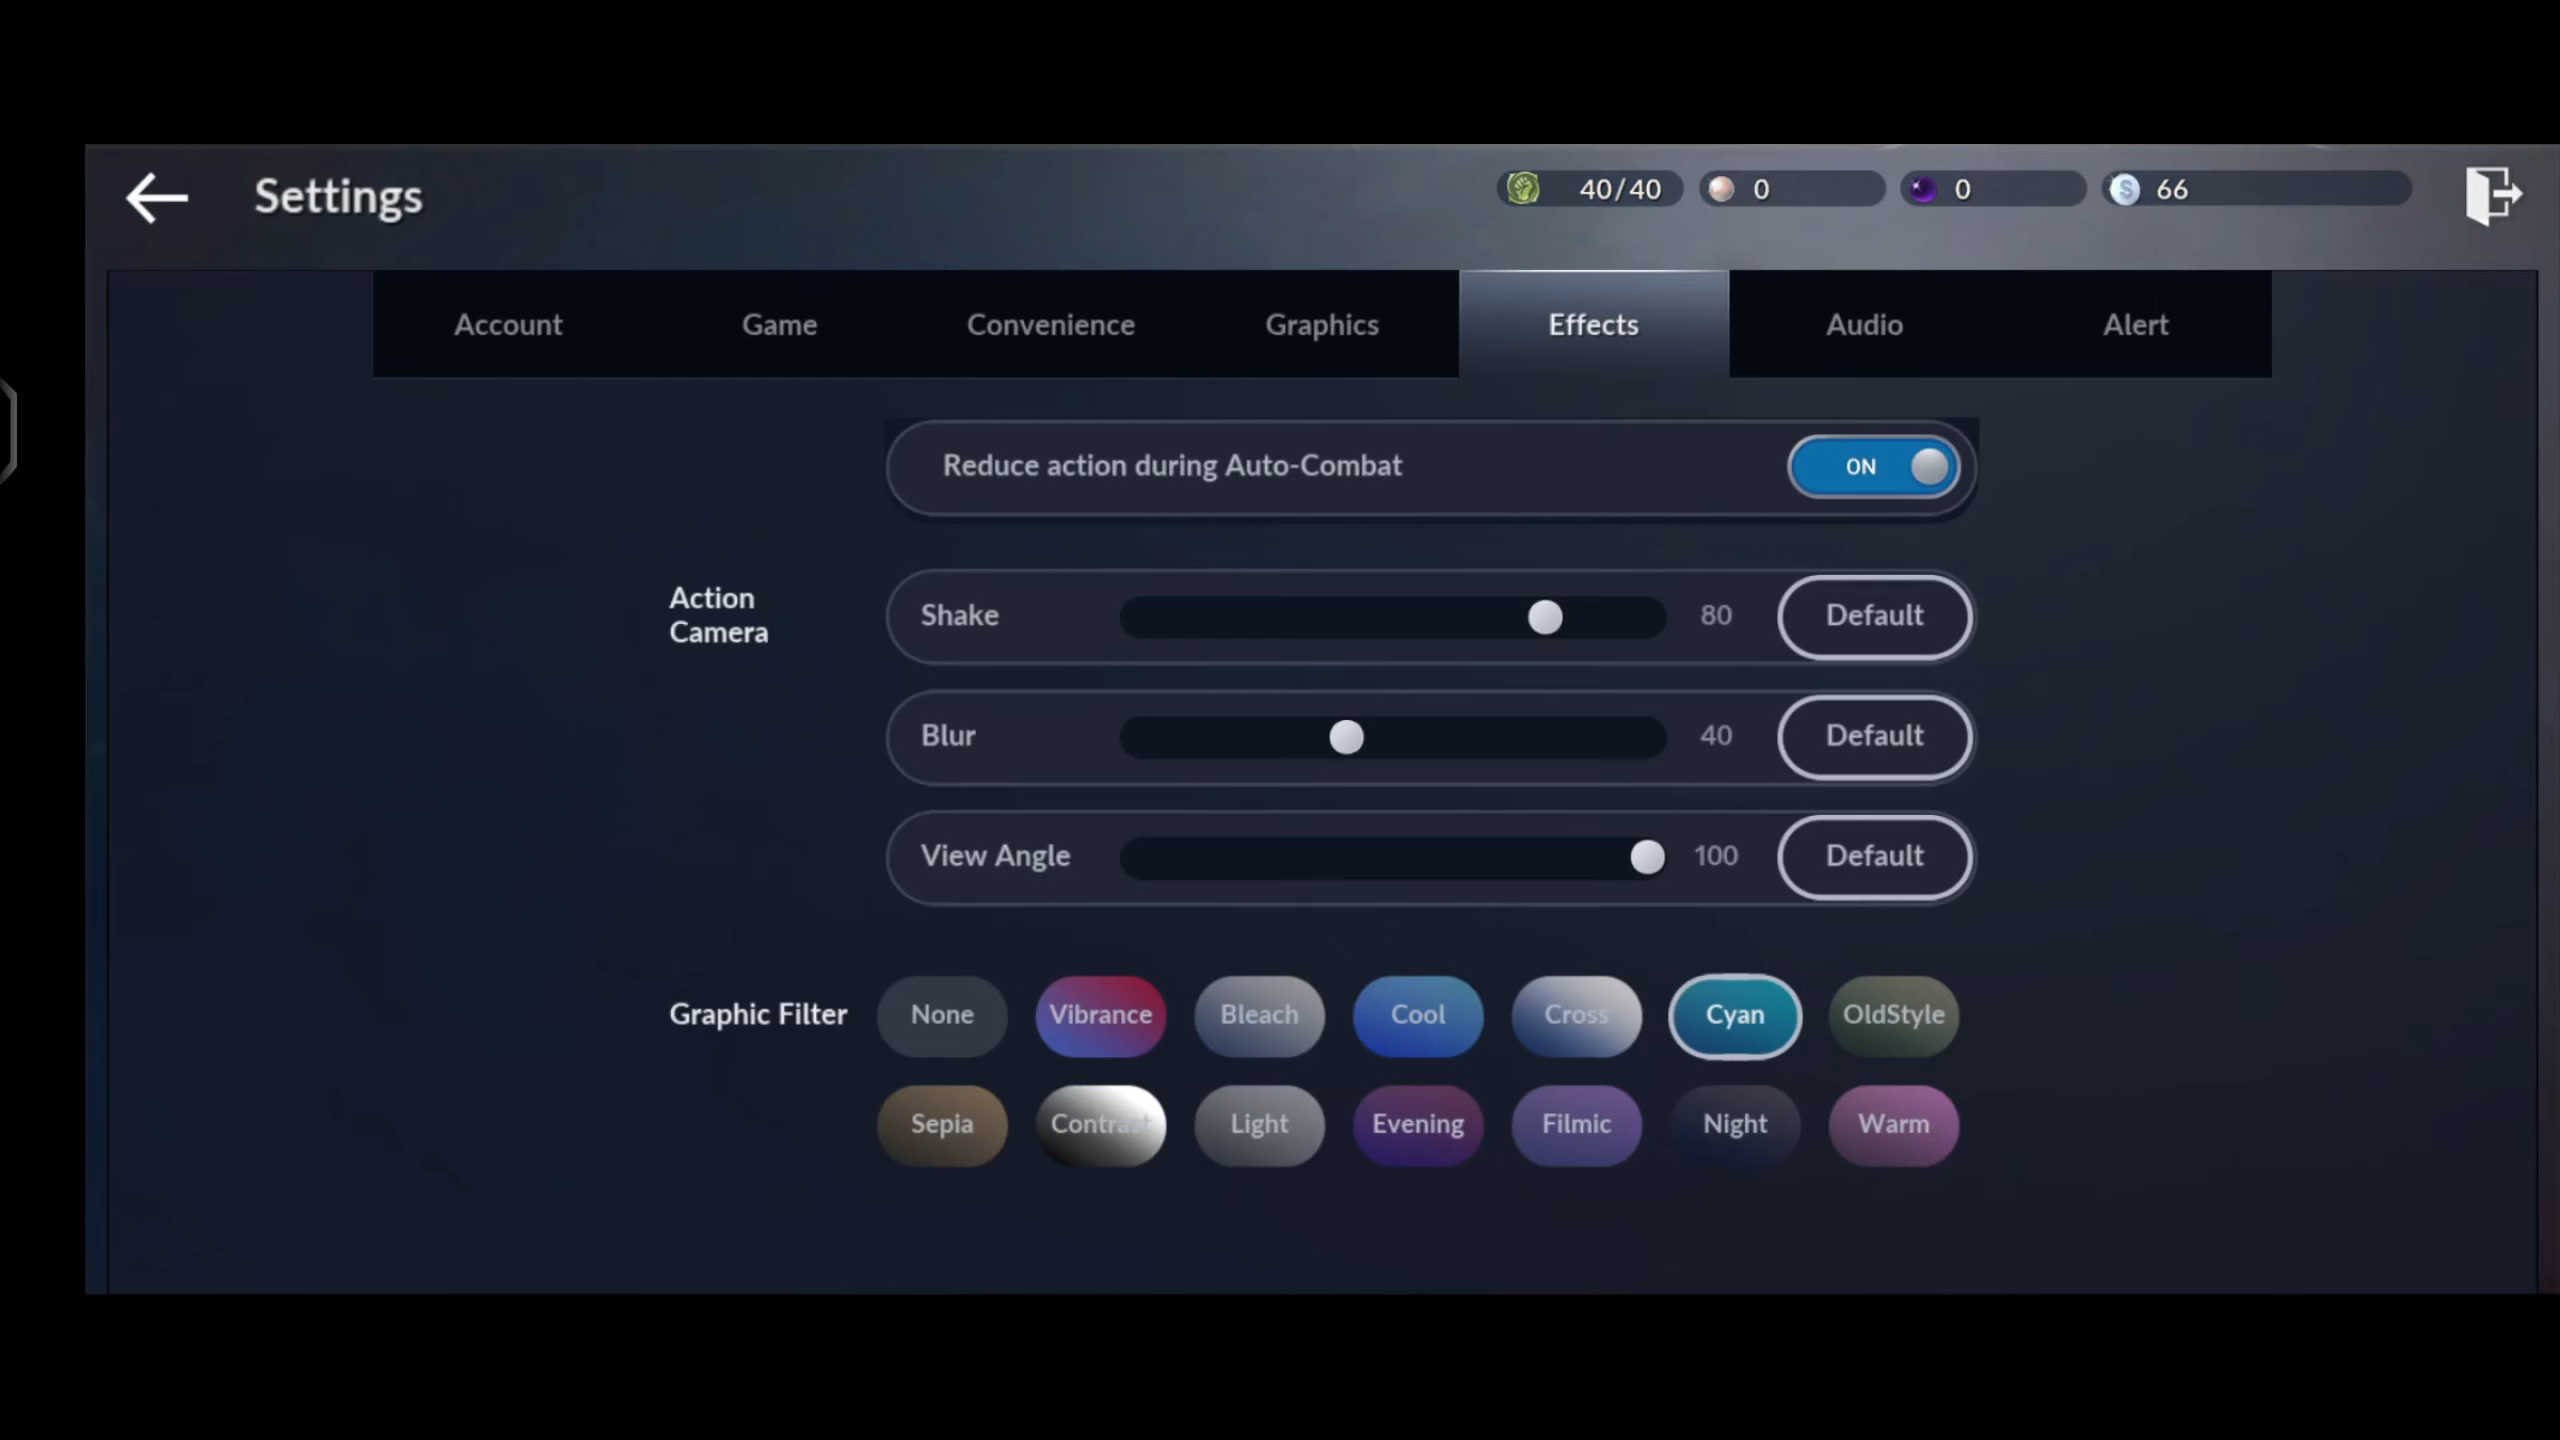 Settings
40/40
0
0
66
Account
Game
Convenience
Graphics
Effects
Audio
Alert
Reduce action during Auto-Combat
ON
Action
Camera
Shake
80
Default
Blur
40
Default
View Angle
100
Default
Graphic Filter
None
Vibrance
Bleach
Cool
Cross
Cyan
OldStyle
Sepia
Contrast
Light
Evening
Filmic
Night
Warm